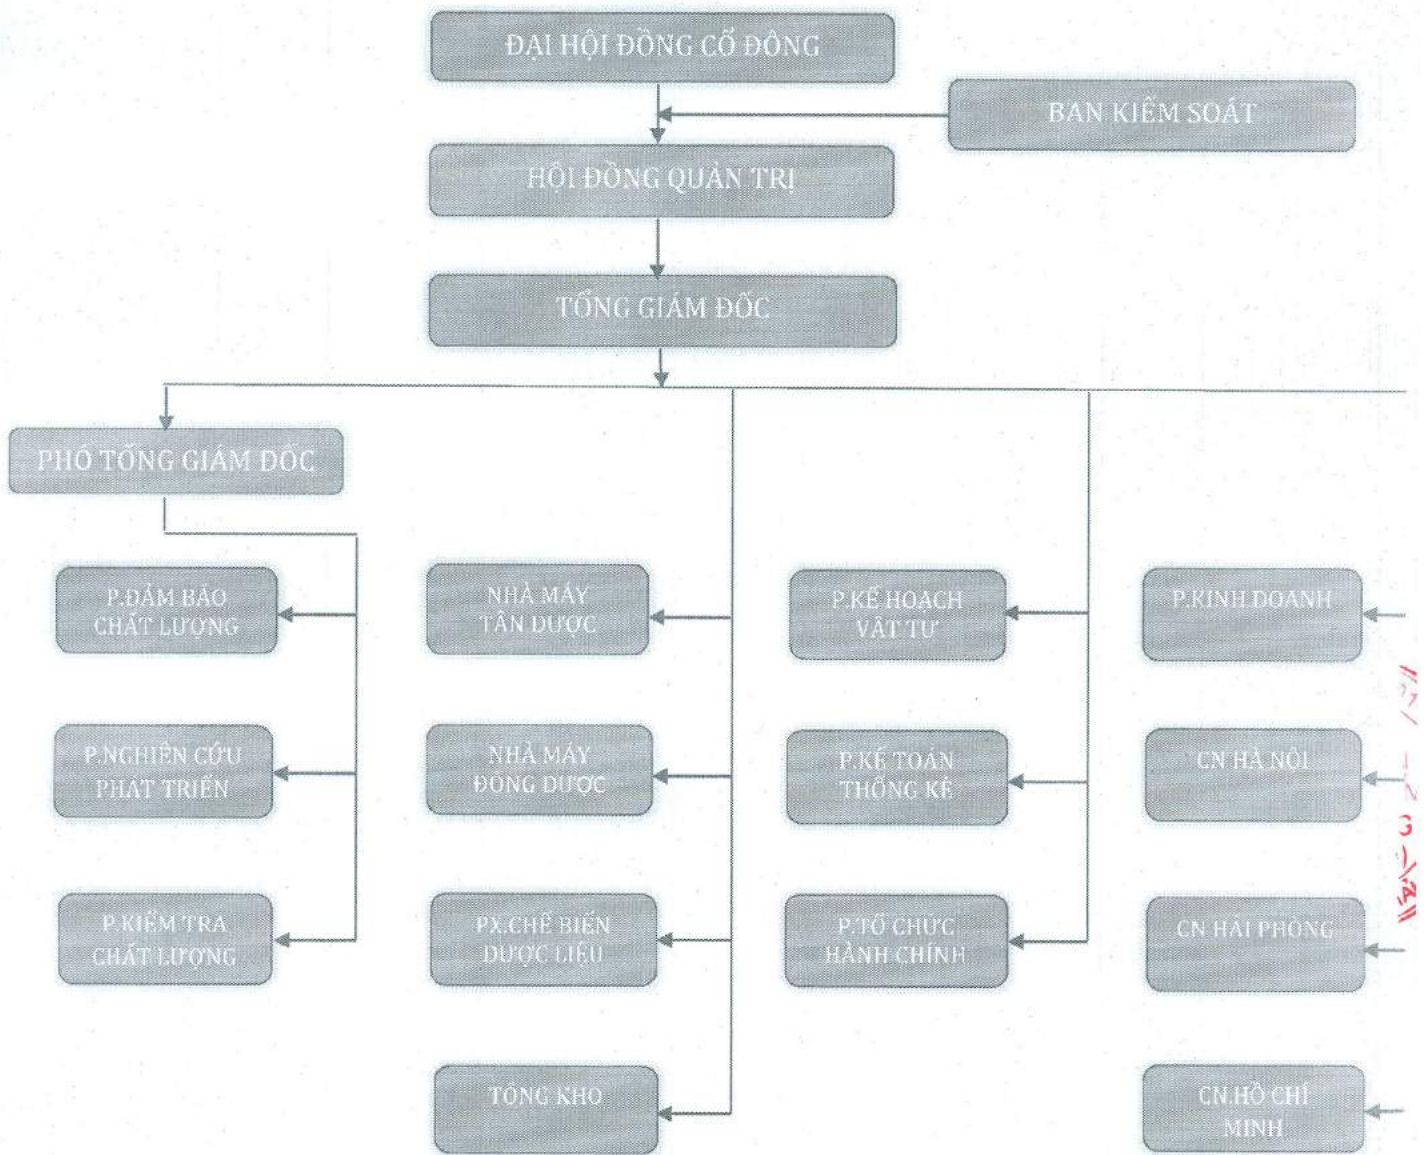 ĐẠI HỘI ĐỒNG CỔ ĐÔNG
BAN KIỂM SOÁT
HỘI ĐỒNG QUẢN TRỊ
TỔNG GIÁM ĐỐC
PHÓ TỔNG GIÁM ĐỐC
P.ĐẢM BẢO
CHẤT LƯỢNG
NHÀ MÁY
TÂN DƯỢC
P.KẾ HOẠCH
VẬT TƯ
P.KINH DOANH
P.NGHIÊN CỨU
PHÁT TRIỂN
NHÀ MÁY
ĐÔNG DƯỢC
P.KẾ TOÁN
THỐNG KÊ
CN HÀ NỘI
P.KIỂM TRA
CHẤT LƯỢNG
PX.CHẾ BIẾN
DƯỢC LIỆU
P.TỔ CHỨC
HÀNH CHÍNH
CN HẢI PHÒNG
TỔNG KHO
CN.HỒ CHÍ
MINH